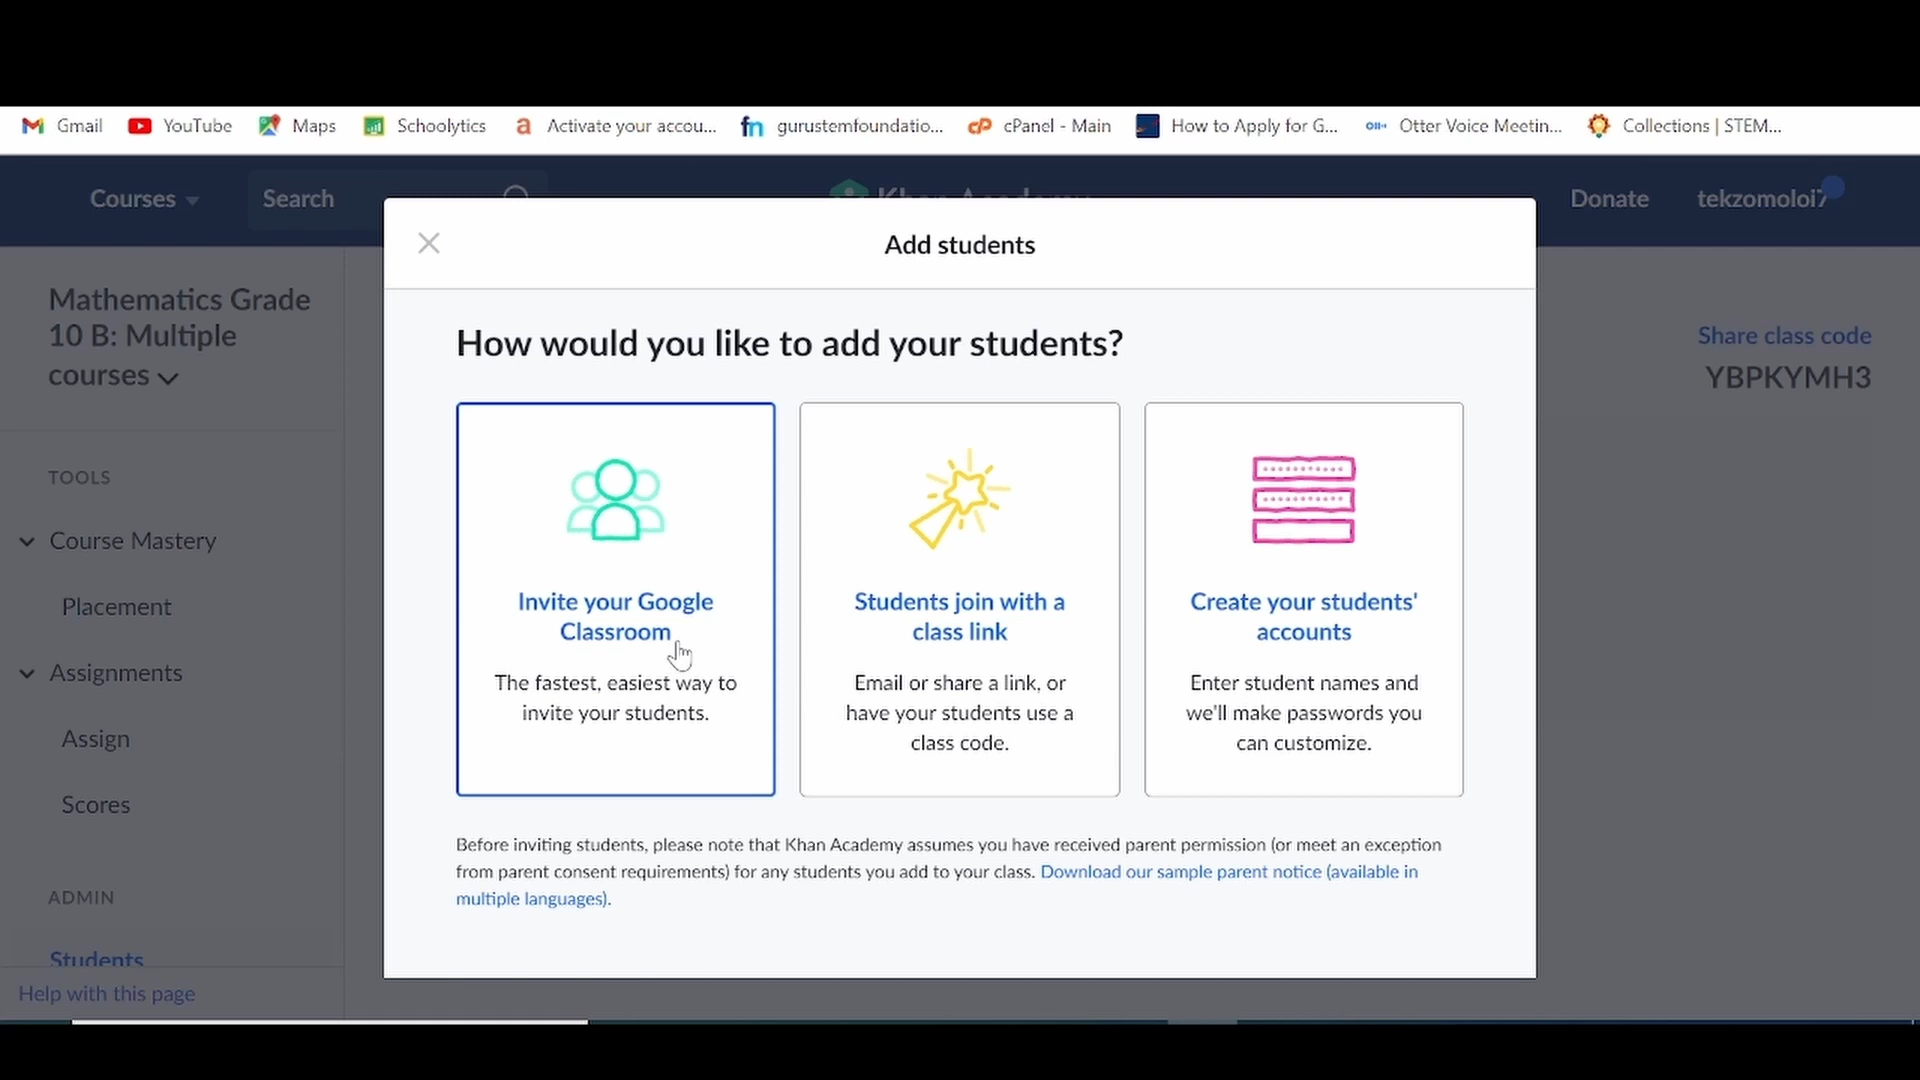 Gmail YouTube Maps Schoolytics Activate your accou... gurustemfoundatio... cPanel - Main How to Apply for G... Otter Voice Meetin... Collections | STEM...
Courses Search Khan Academy Donate tekzomoloi7
Add students
Mathematics Grade
10 B: Multiple
courses
Share class code
YBPKYMH3
TOOLS
Course Mastery
Placement
Assignments
Assign
Scores
ADMIN
Students
Help with this page
How would you like to add your students?
Invite your Google
Classroom
The fastest, easiest way to
invite your students.
Students join with a
class link
Email or share a link, or
have your students use a
class code.
Create your students'
accounts
Enter student names and
we'll make passwords you
can customize.
Before inviting students, please note that Khan Academy assumes you have received parent permission (or meet an exception
from parent consent requirements) for any students you add to your class. Download our sample parent notice (available in
multiple languages).